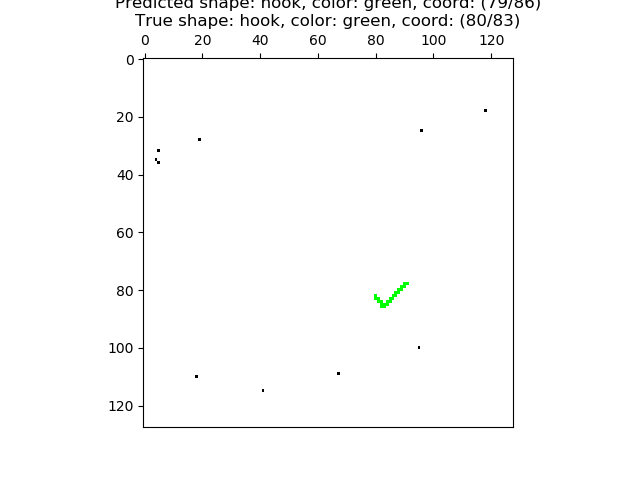 Predicted shape: hook, color: green, coord: (79/86)
True shape: hook, color: green, coord: (80/83)
0 20 40 60 80 100 120
0
20
40
60
80
100
120